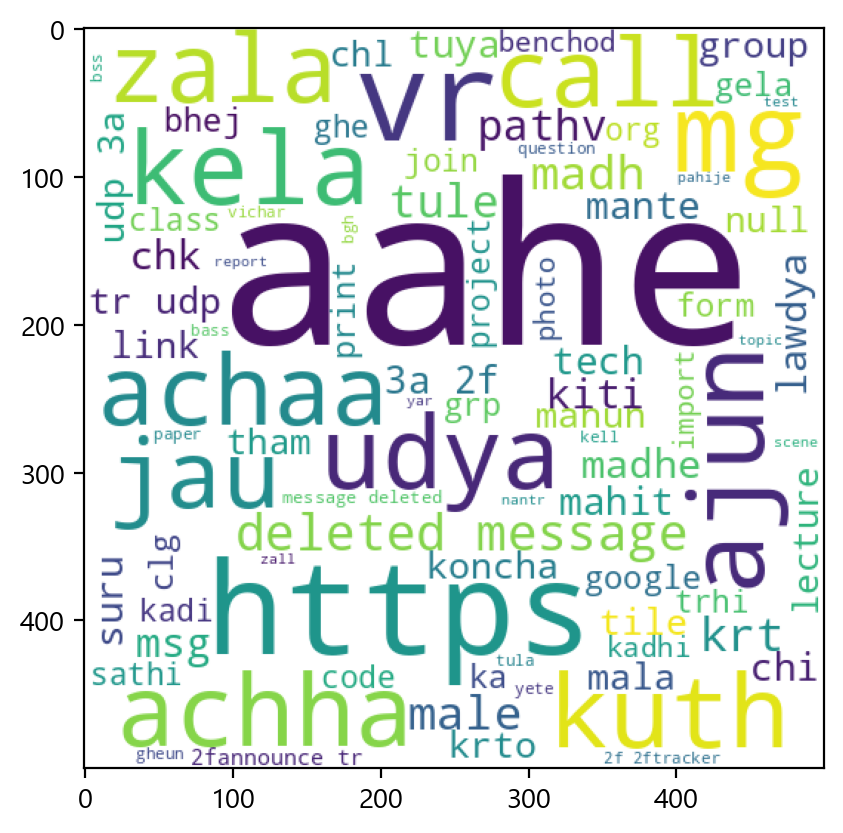 0
100
200
300
400
0
100
200
300
400
bss
zala
chl
tuya
benchod
group
vr
call
gela
test
bhej
ghe
pathv
org
mg
udp 3a
kela
question
join
madh
pahije
class
vichar
tule
mante
null
bgh
aahe
chk
report
print
project
photo
lawdya
tr udp
form
link
bass
topic
achaa
3a 2f
tech
yar
grp
kiti
manun
import
ajun
paper
tham
udya
kell
scene
jau
madhe
message deleted
nantr
mahit
lecture
deleted message
suru
clg
zall
koncha
google
https
trhi
kadi
tile
msg
kadhi
krt
sathi
code
tula
ka
yete
mala
chi
achha
male
kuth
krto
gheun
2fannounce tr
2f 2ftracker